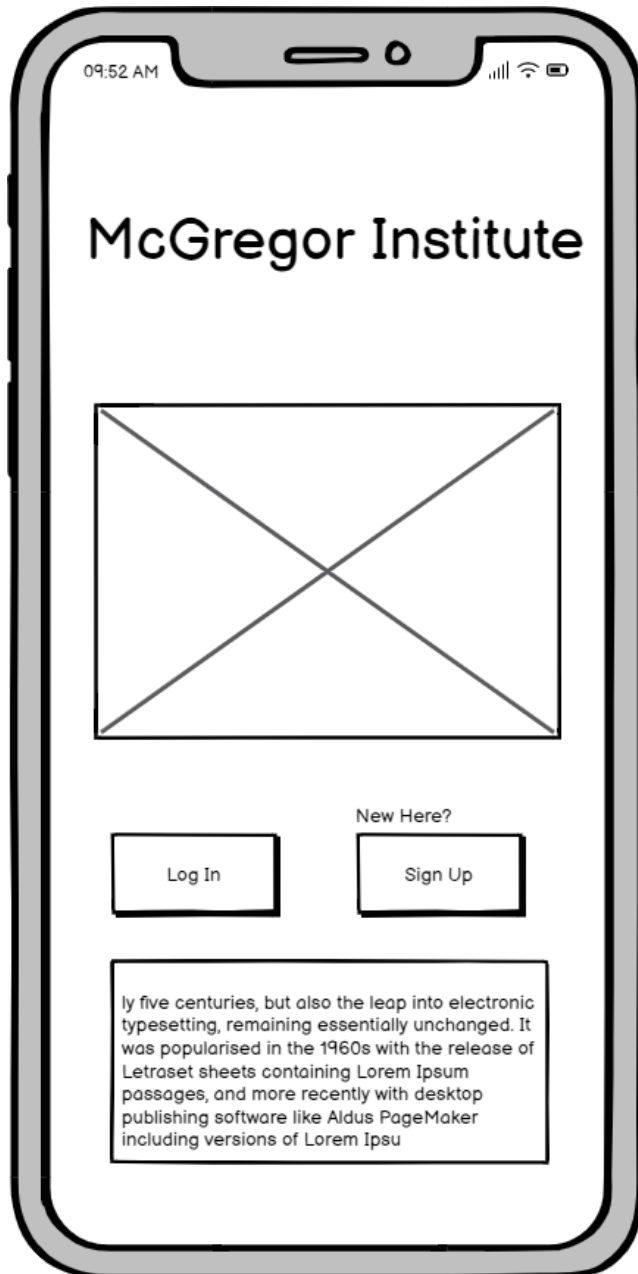 09:52 AM
McGregor Institute
New Here?
Log In
Sign Up
ly five centuries, but also the leap into electronic
typesetting, remaining essentially unchanged. It
was popularised in the 1960s with the release of
Letraset sheets containing Lorem Ipsum
passages, and more recently with desktop
publishing software like Aldus PageMaker
including versions of Lorem Ipsu